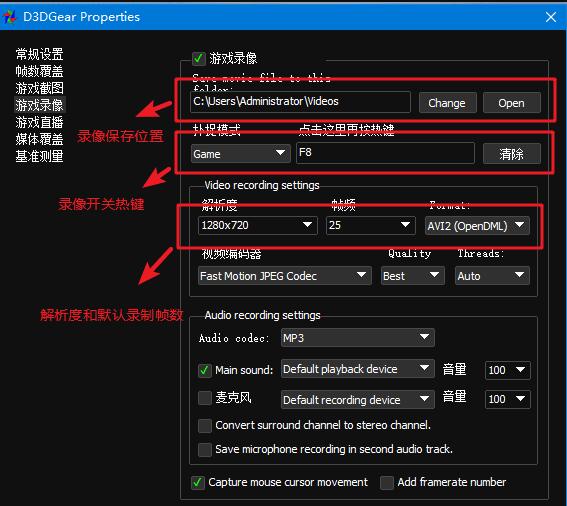 D3DGear Properties
常规设置
帧数覆盖
游戏截图
游戏录像
游戏直播
媒体覆盖
基准测量
游戏录像
Save movie file to this
folder:
C:\Users\Administrator\Videos
Change
Open
录像保存位置
扑捉模式
点击这里再按热键
Game
F8
清除
录像开关热键
Video recording settings
解析度
帧频
Format:
1280x720
25
AVI2 (OpenDML)
视频编码器
Quality
Threads:
Fast Motion JPEG Codec
Best
Auto
解析度和默认录制帧数
Audio recording settings
Audio codec:
MP3
Main sound:
Default playback device
音量
100
麦克风
Default recording device
音量
100
Convert surround channel to stereo channel.
Save microphone recording in second audio track.
Capture mouse cursor movement
Add framerate number